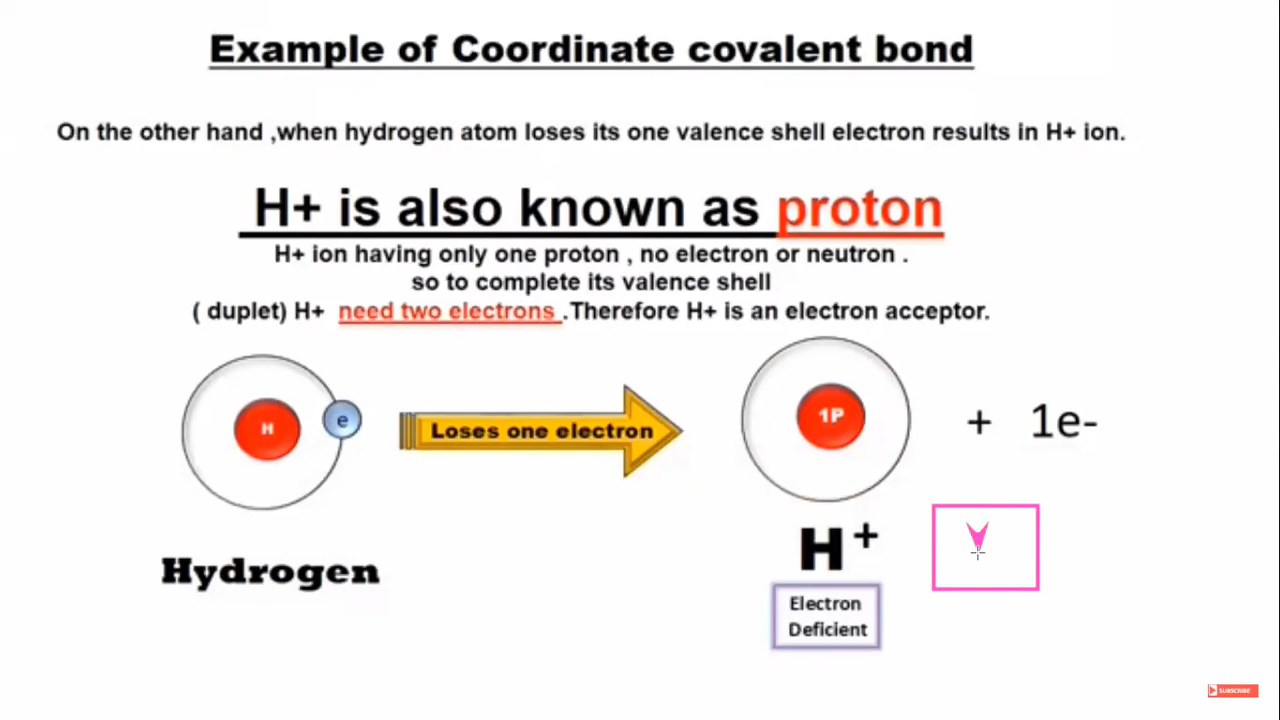 Example of Coordinate covalent bond
On the other hand ,when hydrogen atom loses its one valence shell electron results in H+ ion.
H+ is also known as proton
H+ ion having only one proton , no electron or neutron .
so to complete its valence shell
( duplet) H+ need two electrons .Therefore H+ is an electron acceptor.
H
e
Loses one electron
1P
+ 1e-
Hydrogen
H+
Electron
Deficient
SUBSCRIBE